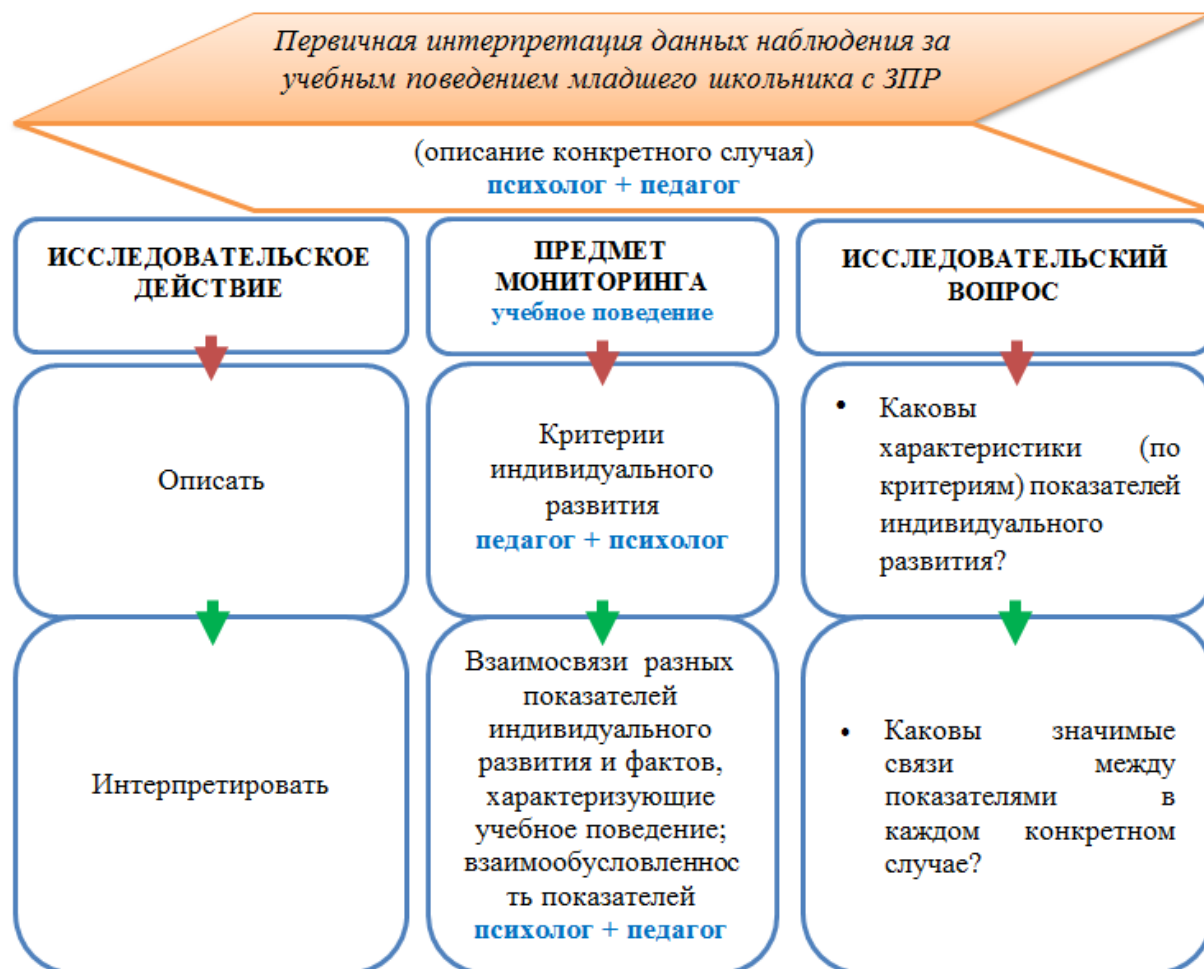 Первичная интерпретация данных наблюдения за
учебным поведением младшего школьника с ЗПР
(описание конкретного случая)
психолог + педагог
ИССЛЕДОВАТЕЛЬСКОЕ
ДЕЙСТВИЕ
ПРЕДМЕТ
МОНИТОРИНГА
учебное поведение
ИССЛЕДОВАТЕЛЬСКИЙ
ВОПРОС
Описать
Критерии
индивидуального
развития
педагог + психолог
• Каковы
характеристики (по
критериям) показателей
индивидуального
развития?
Интерпретировать
Взаимосвязи разных
показателей
индивидуального
развития и фактов,
характеризующие
учебное поведение;
взаимообусловленнос
ть показателей
психолог + педагог
• Каковы значимые
связи между
показателями в
каждом конкретном
случае?